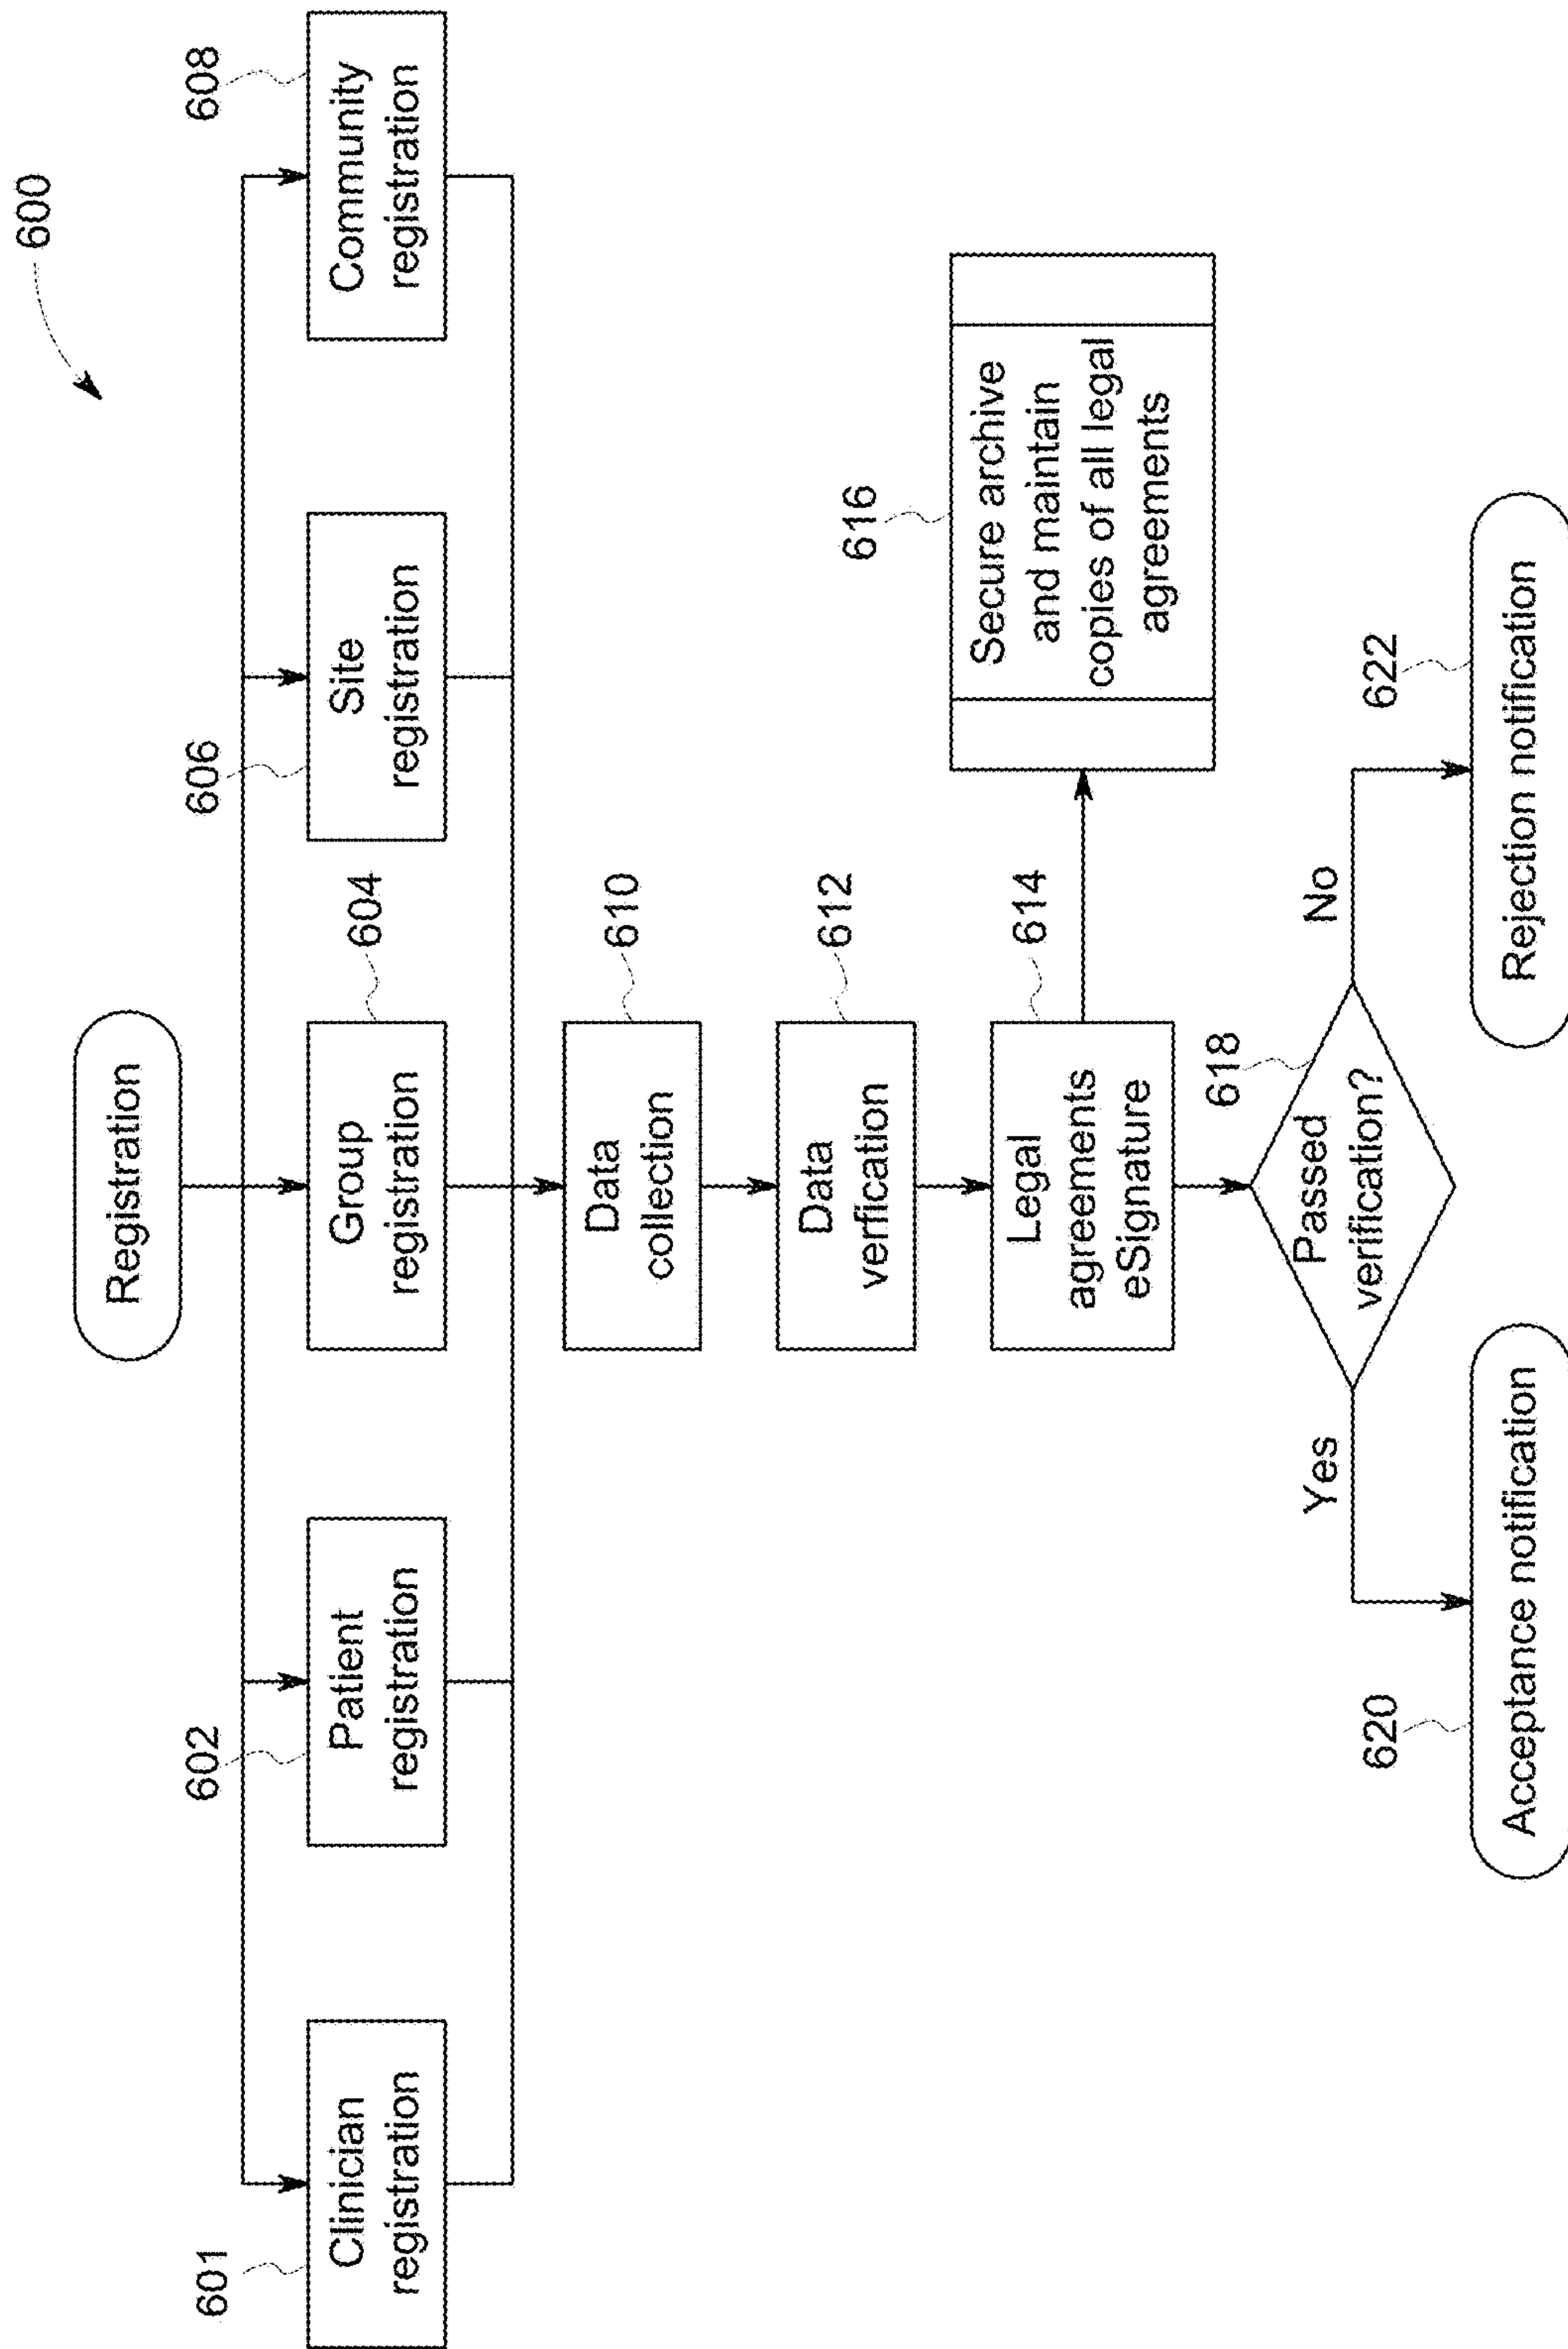 600
Registration
601
Clinician
registration
602
Patient
registration
604
Group
registration
606
Site
registration
608
Community
registration
610
Data
collection
612
Data
verfication
614
Legal
agreements
eSignature
616
Secure archive
and maintain
copies of all legal
agreements
618
Passed
verification?
Yes
No
620
Acceptance notification
622
Rejection notification